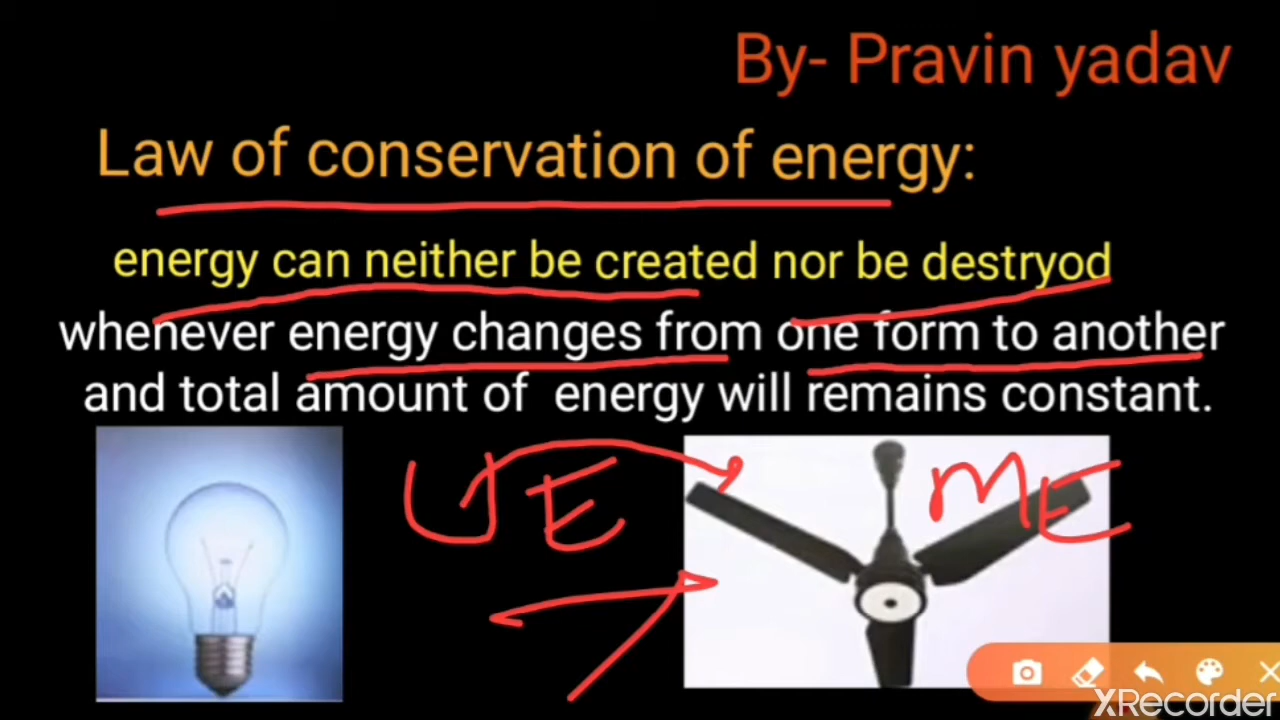 By- Pravin yadav
Law of conservation of energy:
energy can neither be created nor be destryod
whenever energy changes from one form to another
and total amount of energy will remains constant.
UE
ME
XRecorder